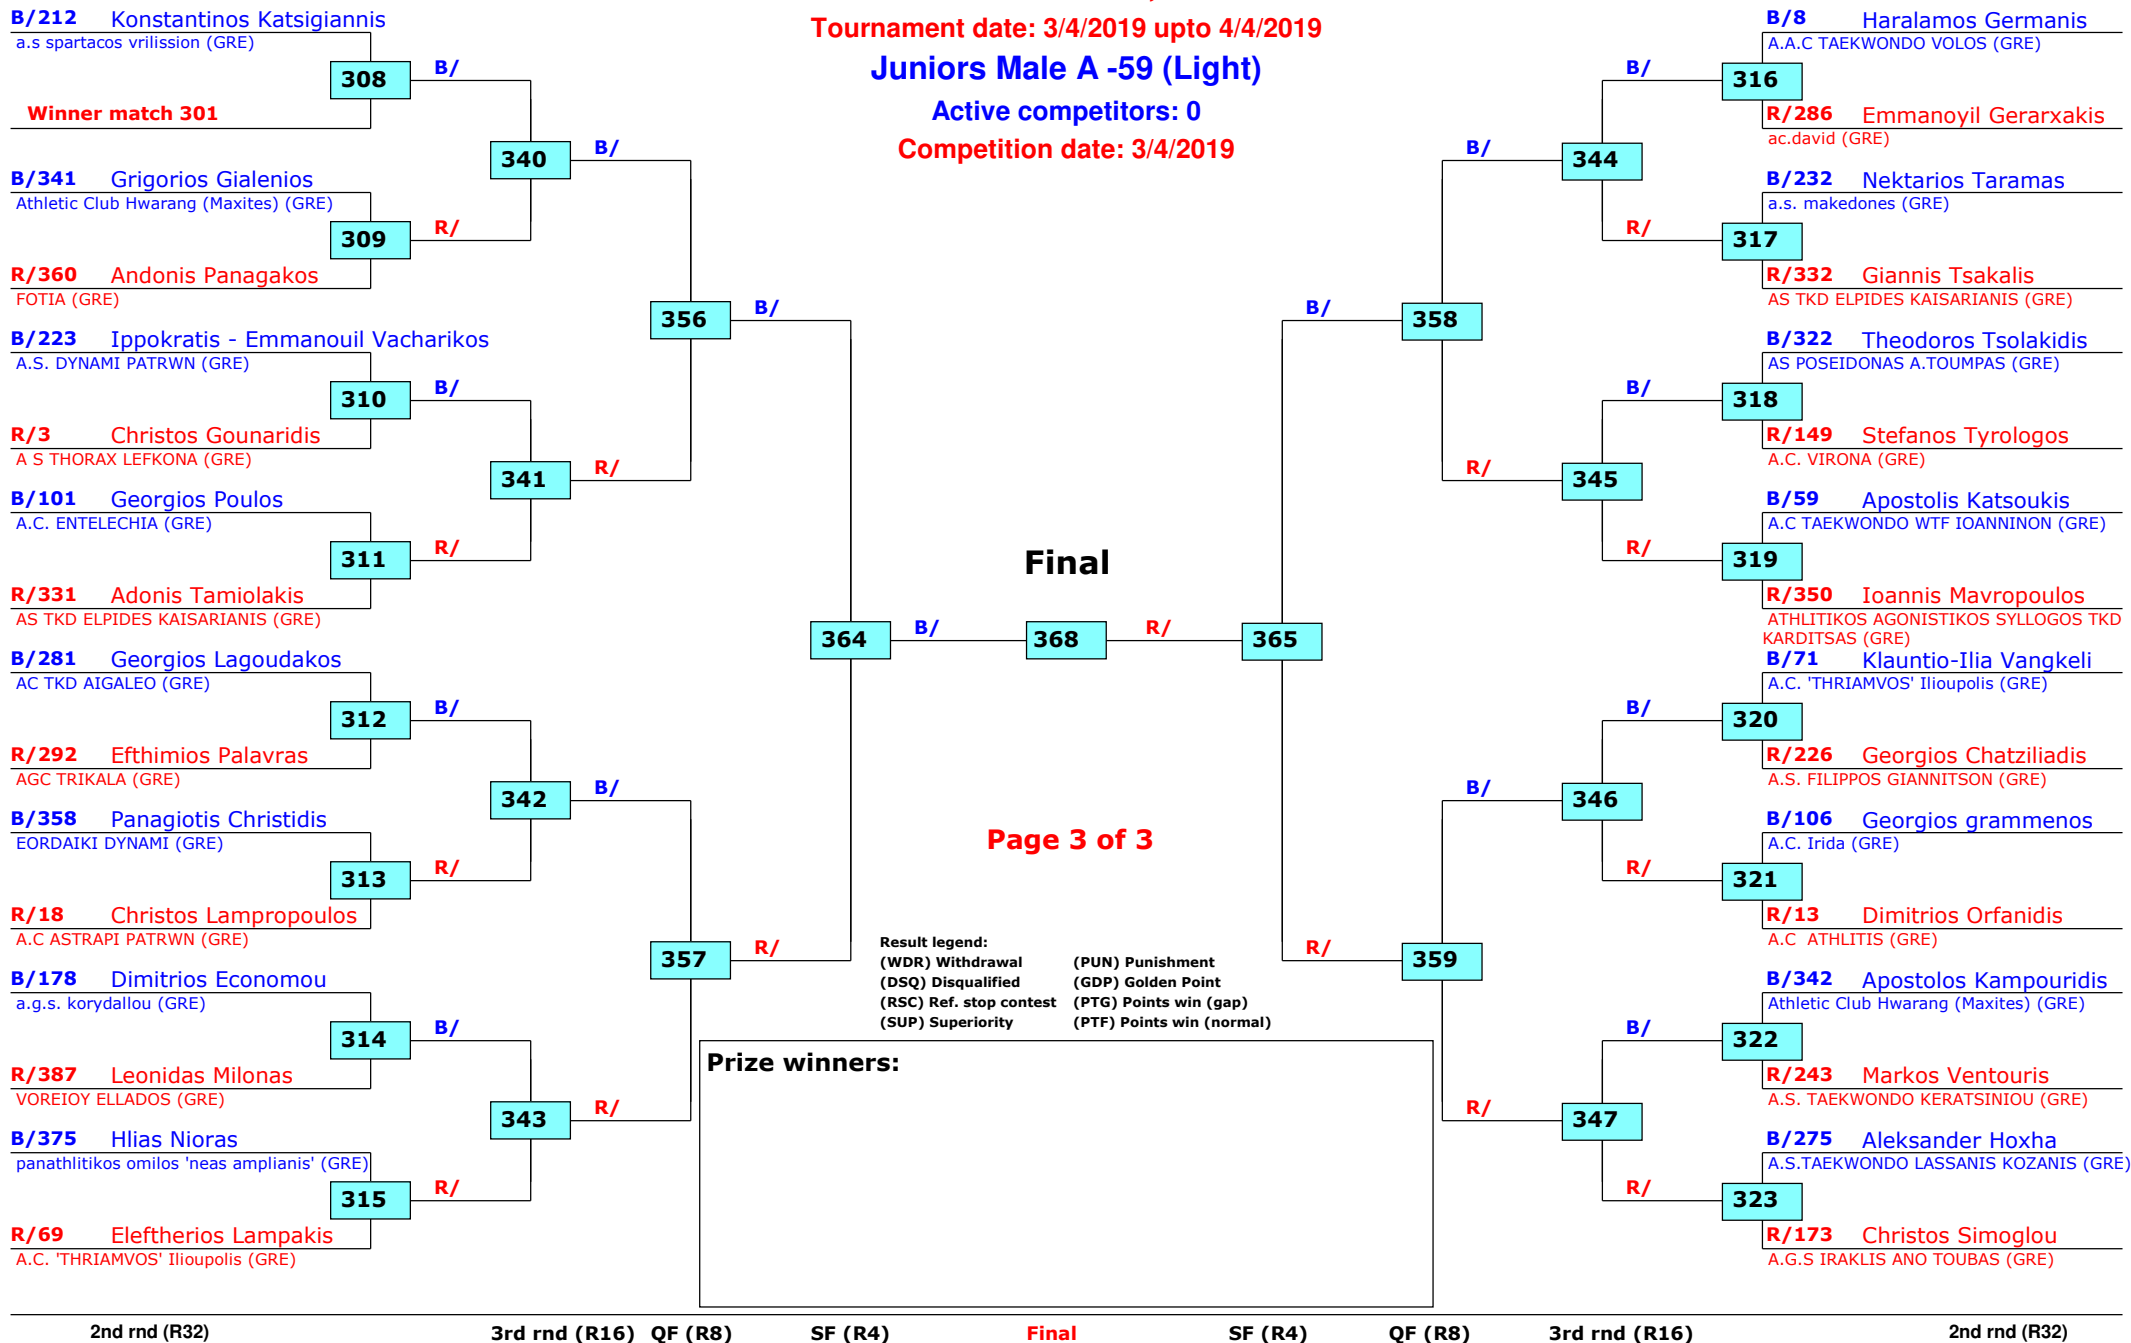 Tournament date: 3/4/2019 upto 4/4/2019
Juniors Male A -59 (Light)
Active competitors: 0
Competition date: 3/4/2019
B/212 Konstantinos Katsigiannis
a.s spartacos vrilission (GRE)
308
B/
Winner match 301
340
B/
B/341 Grigorios Gialenios
Athletic Club Hwarang (Maxites) (GRE)
309
R/
R/360 Andonis Panagakos
FOTIA (GRE)
356
B/
B/223 Ippokratis - Emmanouil Vacharikos
A.S. DYNAMI PATRWN (GRE)
310
B/
R/3 Christos Gounaridis
A S THORAX LEFKONA (GRE)
341
R/
B/101 Georgios Poulos
A.C. ENTELECHIA (GRE)
311
R/
R/331 Adonis Tamiolakis
AS TKD ELPIDES KAISARIANIS (GRE)
364
B/
B/281 Georgios Lagoudakos
AC TKD AIGALEO (GRE)
312
B/
R/292 Efthimios Palavras
AGC TRIKALA (GRE)
342
B/
B/358 Panagiotis Christidis
EORDAIKI DYNAMI (GRE)
313
R/
R/18 Christos Lampropoulos
A.C ASTRAPI PATRWN (GRE)
357
R/
B/178 Dimitrios Economou
a.g.s. korydallou (GRE)
314
B/
R/387 Leonidas Milonas
VOREIOY ELLADOS (GRE)
343
R/
B/375 Hlias Nioras
panathlitikos omilos 'neas amplianis' (GRE)
315
R/
R/69 Eleftherios Lampakis
A.C. 'THRIAMVOS' Ilioupolis (GRE)
Final
368
R/
Page 3 of 3
Result legend:
(WDR) Withdrawal (PUN) Punishment
(DSQ) Disqualified (GDP) Golden Point
(RSC) Ref. stop contest (PTG) Points win (gap)
(SUP) Superiority (PTF) Points win (normal)
Prize winners:
B/8 Haralamos Germanis
A.A.C TAEKWONDO VOLOS (GRE)
B/
316
R/286 Emmanoyil Gerarxakis
ac.david (GRE)
B/
344
B/232 Nektarios Taramas
a.s. makedones (GRE)
R/
317
R/332 Giannis Tsakalis
AS TKD ELPIDES KAISARIANIS (GRE)
B/
358
B/322 Theodoros Tsolakidis
AS POSEIDONAS A.TOUMPAS (GRE)
B/
318
R/149 Stefanos Tyrologos
A.C. VIRONA (GRE)
R/
345
B/59 Apostolis Katsoukis
A.C TAEKWONDO WTF IOANNINON (GRE)
R/
319
R/350 Ioannis Mavropoulos
ATHLITIKOS AGONISTIKOS SYLLOGOS TKD
KARDITSAS (GRE)
365
B/71 Klauntio-Ilia Vangkeli
A.C. 'THRIAMVOS' Ilioupolis (GRE)
B/
320
R/226 Georgios Chatziliadis
A.S. FILIPPOS GIANNITSON (GRE)
B/
346
B/106 Georgios grammenos
A.C. Irida (GRE)
R/
321
R/13 Dimitrios Orfanidis
A.C ATHLITIS (GRE)
R/
359
B/342 Apostolos Kampouridis
Athletic Club Hwarang (Maxites) (GRE)
B/
322
R/243 Markos Ventouris
A.S. TAEKWONDO KERATSINIOU (GRE)
R/
347
B/275 Aleksander Hoxha
A.S.TAEKWONDO LASSANIS KOZANIS (GRE)
R/
323
R/173 Christos Simoglou
A.G.S IRAKLIS ANO TOUBAS (GRE)
2nd rnd (R32) 3rd rnd (R16) QF (R8) SF (R4) Final SF (R4) QF (R8) 3rd rnd (R16) 2nd rnd (R32)